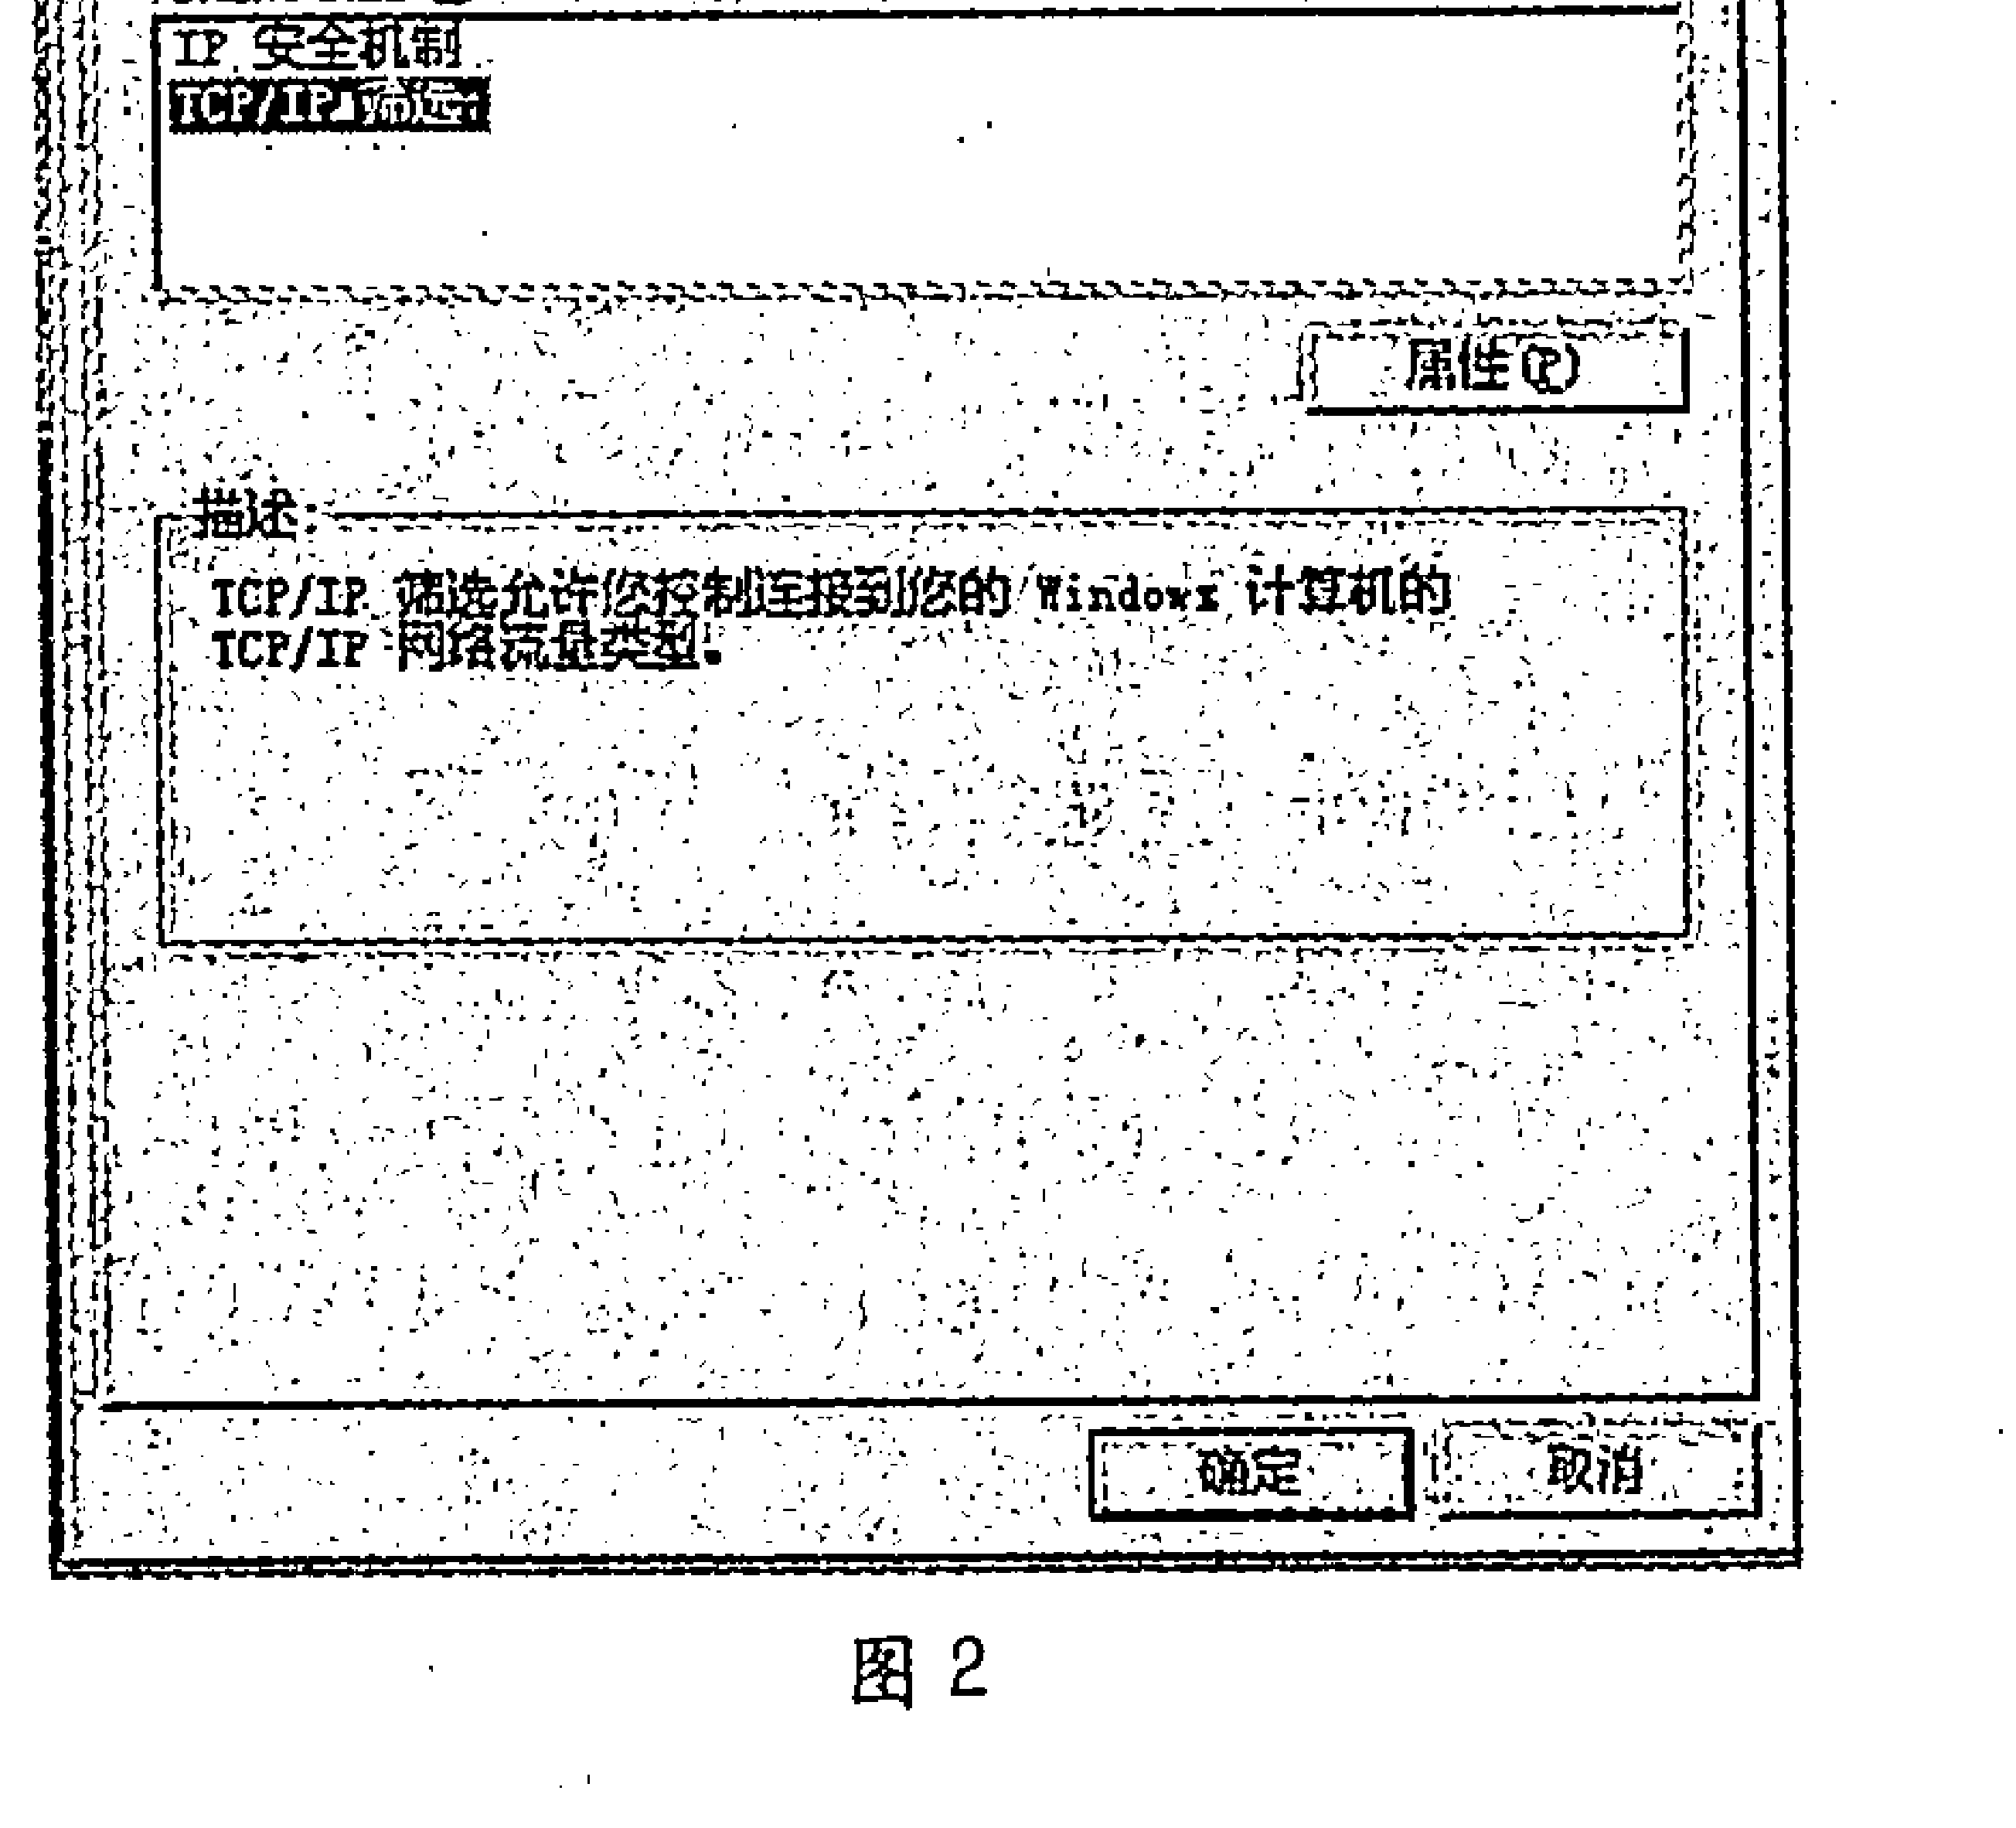 IP 安全机制
TCP/IP 筛选
属性(P)
描述:
TCP/IP 筛选允许您控制连接到您的 Windows 计算机的
TCP/IP 网络流量类型。
确定
取消
图 2